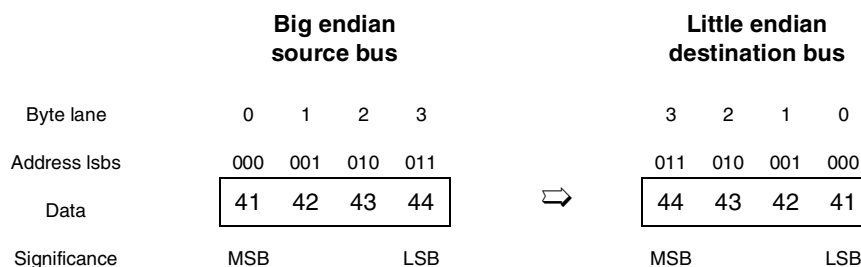 Big endian source bus Little endian destination bus
Byte lane 0 1 2 3 3 2 1 0
Address lsbs 000 001 010 011 011 010 001 000
Data 41 42 43 44 ⇨ 44 43 42 41
Significance MSB LSB MSB LSB